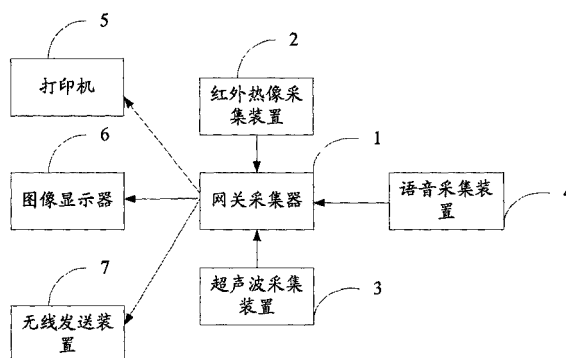 5
打印机
2
红外热像采
集装置
6
图像显示器
1
网关采集器
语音采集装
置
4
7
无线发送装
置
超声波采集
装置
3